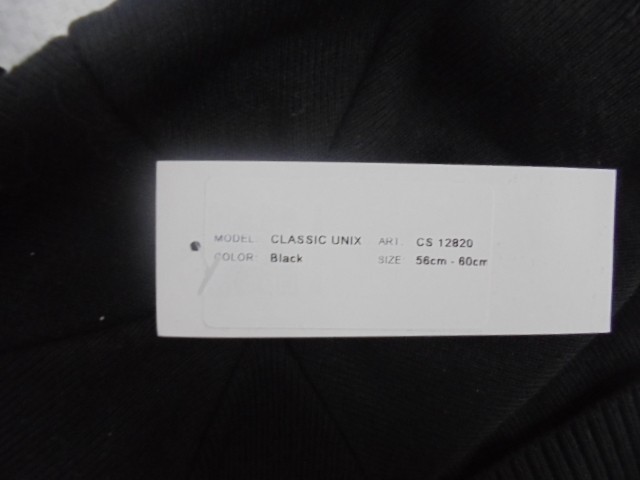 MODEL: CLASSIC UNIX ART: CS 12820
COLOR: Black SIZE: 56cm - 60cm